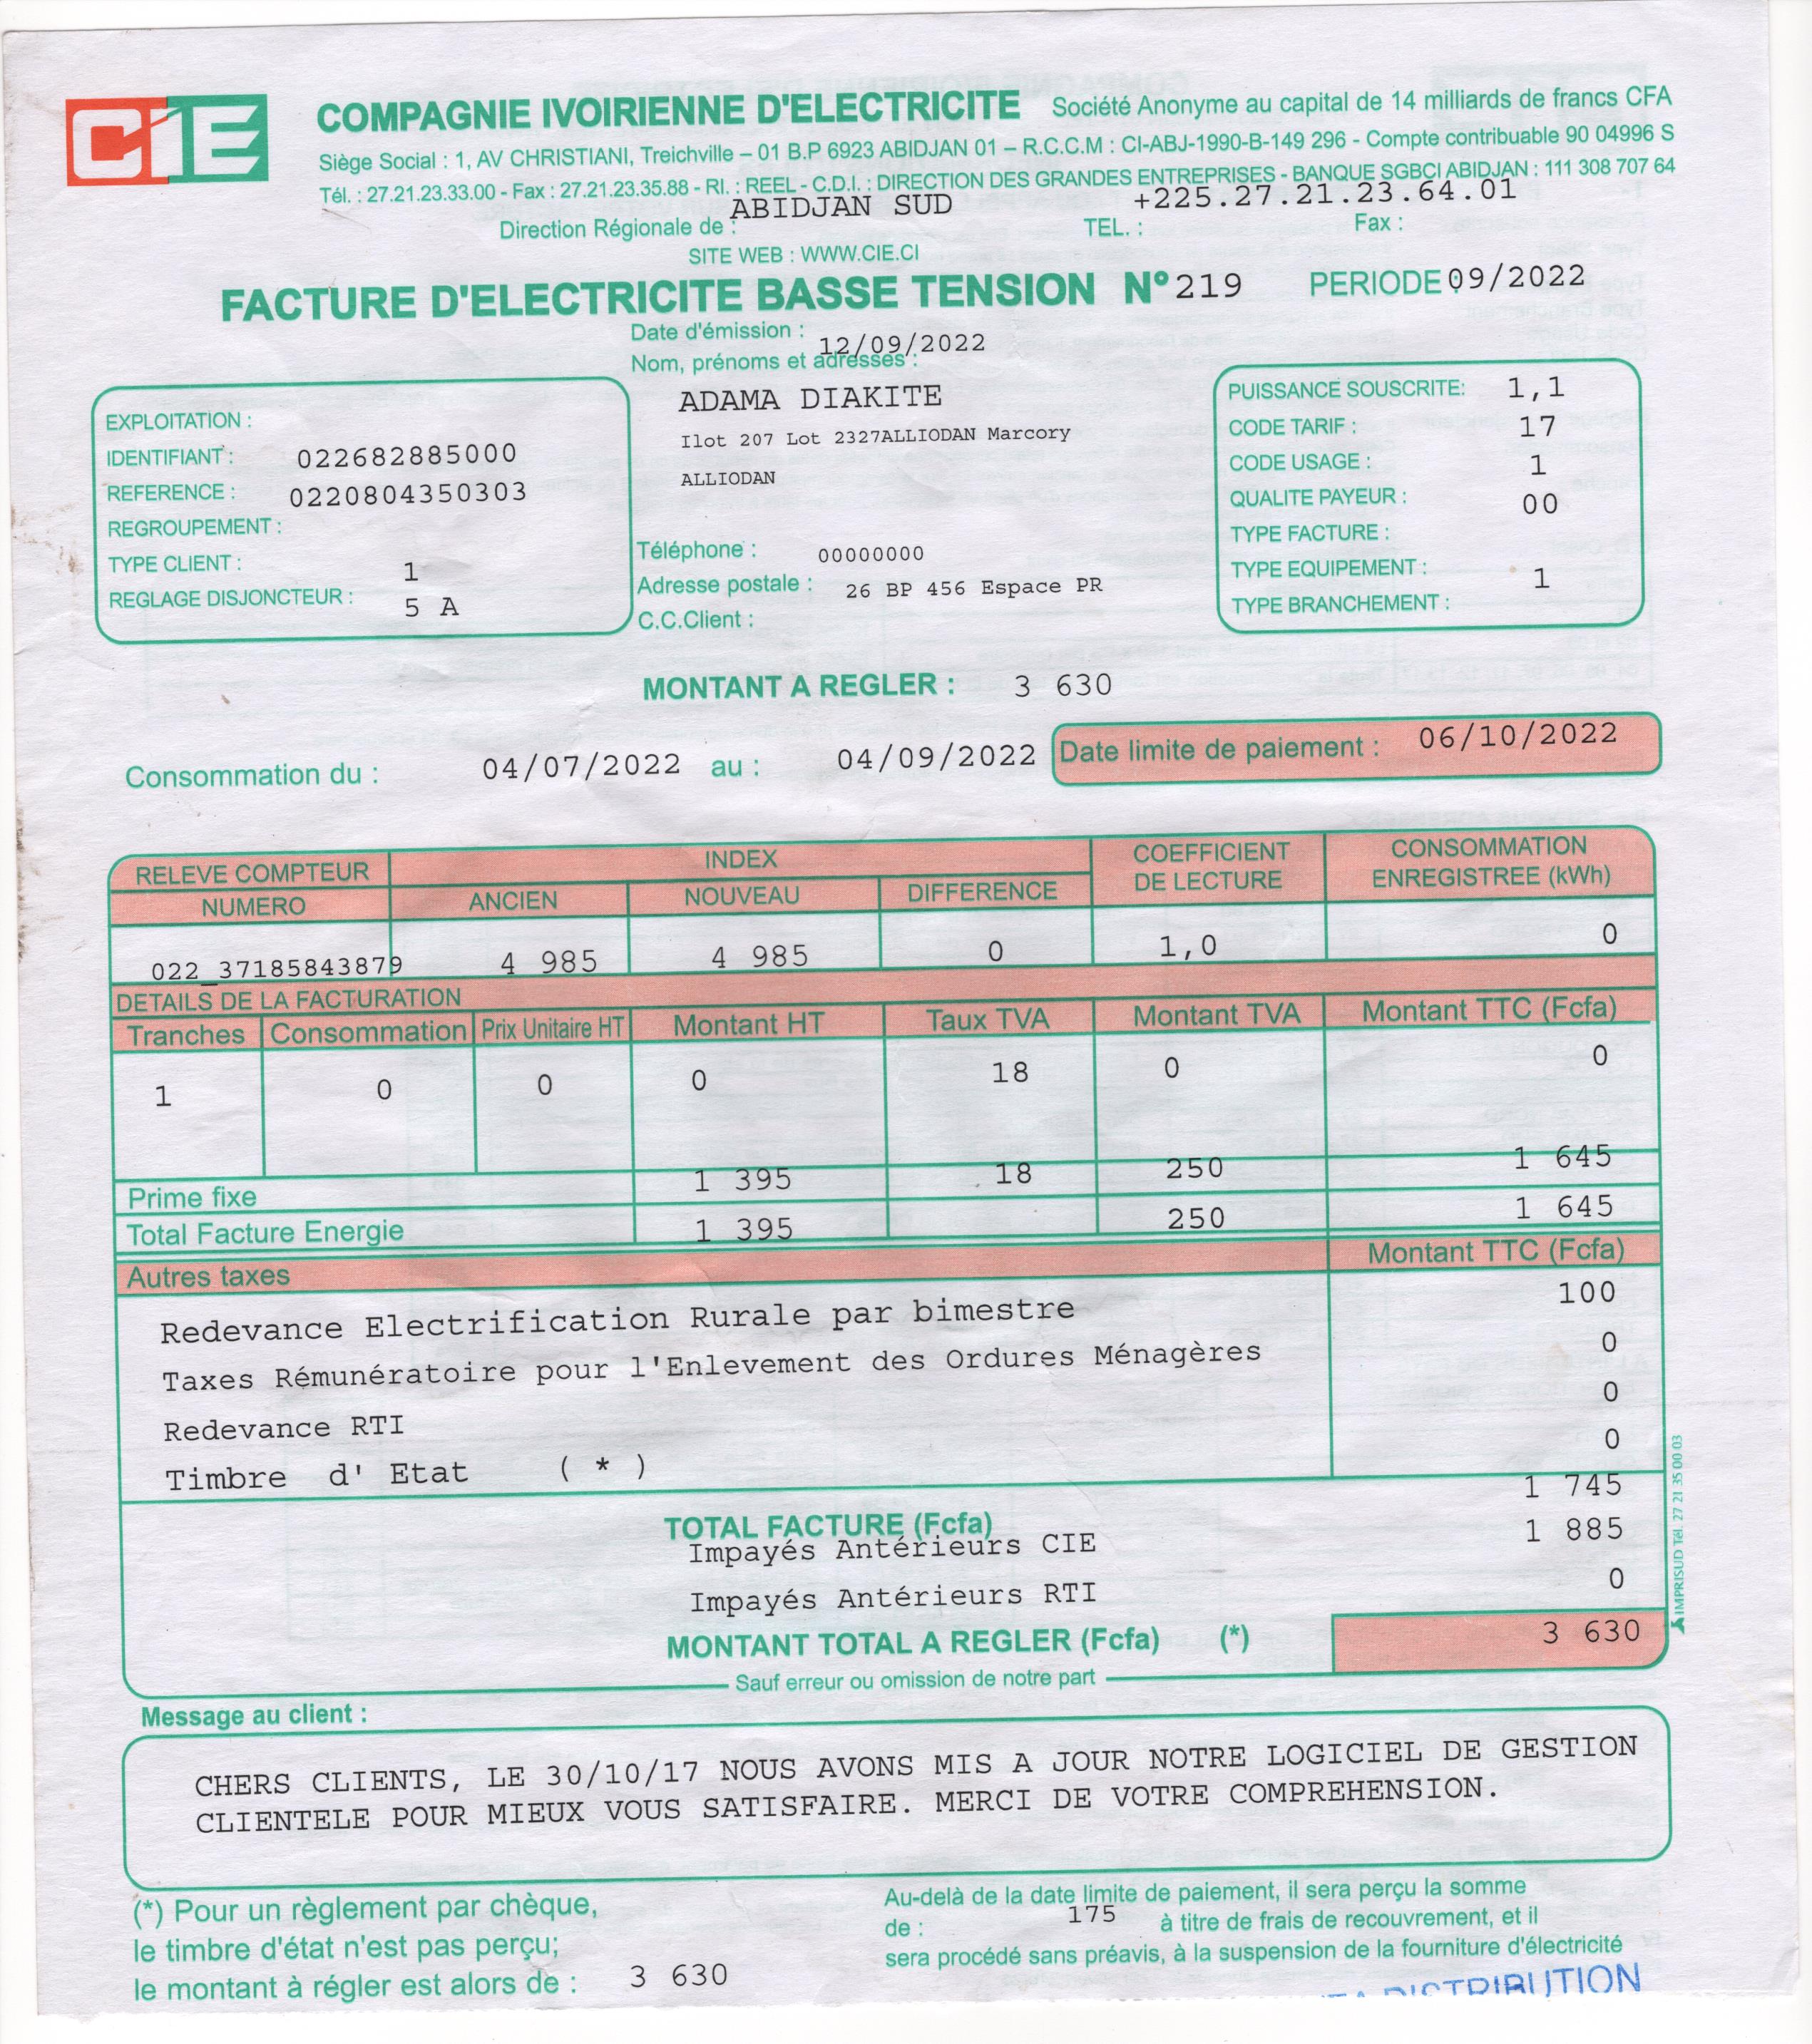 CIE
COMPAGNIE IVOIRIENNE D'ELECTRICITE Société Anonyme au capital de 14 milliards de francs CFA
Siège Social : 1, AV CHRISTIANI, Treichville – 01 B.P 6923 ABIDJAN 01 – R.C.C.M : CI-ABJ-1990-B-149 296 - Compte contribuable 90 04996 S
Tél. : 27.21.23.33.00 - Fax : 27.21.23.35.88 - RI. : REEL - C.D.I. : DIRECTION DES GRANDES ENTREPRISES - BANQUE SGBCI ABIDJAN : 111 308 707 64
Direction Régionale de : ABIDJAN SUD TEL. : +225.27.21.23.64.01 Fax :
SITE WEB : WWW.CIE.CI
FACTURE D'ELECTRICITE BASSE TENSION N° 219 PERIODE : 09/2022
Date d'émission : 12/09/2022
Nom, prénoms et adresses :
EXPLOITATION :
IDENTIFIANT : 022682885000
REFERENCE : 0220804350303
REGROUPEMENT :
TYPE CLIENT : 1
REGLAGE DISJONCTEUR : 5 A
ADAMA DIAKITE
Ilot 207 Lot 2327ALLIODAN Marcory
ALLIODAN
Téléphone : 00000000
Adresse postale : 26 BP 456 Espace PR
C.C.Client :
PUISSANCE SOUSCRITE: 1,1
CODE TARIF : 17
CODE USAGE : 1
QUALITE PAYEUR : 00
TYPE FACTURE :
TYPE EQUIPEMENT : 1
TYPE BRANCHEMENT :
MONTANT A REGLER : 3 630
Consommation du : 04/07/2022 au : 04/09/2022 Date limite de paiement : 06/10/2022
RELEVE COMPTEUR INDEX COEFFICIENT DE LECTURE CONSOMMATION ENREGISTREE (kWh)
NUMERO ANCIEN NOUVEAU DIFFERENCE
022_37185843879 4 985 4 985 0 1,0 0
DETAILS DE LA FACTURATION
Tranches Consommation Prix Unitaire HT Montant HT Taux TVA Montant TVA Montant TTC (Fcfa)
1 0 0 0 18 0 0
Prime fixe 1 395 18 250 1 645
Total Facture Energie 1 395 250 1 645
Autres taxes Montant TTC (Fcfa)
Redevance Electrification Rurale par bimestre 100
Taxes Rémunératoire pour l'Enlevement des Ordures Ménagères 0
Redevance RTI 0
Timbre d' Etat ( * ) 0
TOTAL FACTURE (Fcfa) 1 745
Impayés Antérieurs CIE 1 885
Impayés Antérieurs RTI 0
MONTANT TOTAL A REGLER (Fcfa) (*) 3 630
Sauf erreur ou omission de notre part
IMPRISUD Tél. 27 21 35 00 03
Message au client :
CHERS CLIENTS, LE 30/10/17 NOUS AVONS MIS A JOUR NOTRE LOGICIEL DE GESTION
CLIENTELE POUR MIEUX VOUS SATISFAIRE. MERCI DE VOTRE COMPREHENSION.
(*) Pour un règlement par chèque,
le timbre d'état n'est pas perçu;
le montant à régler est alors de : 3 630
Au-delà de la date limite de paiement, il sera perçu la somme
de : 175 à titre de frais de recouvrement, et il
sera procédé sans préavis, à la suspension de la fourniture d'électricité
DISTRIBUTION